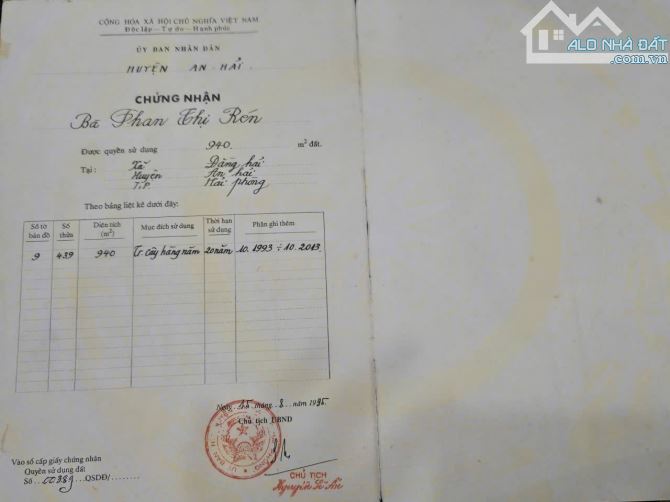 ALO NHÀ ĐẤT
.com.vn
CỘNG HÒA XÃ HỘI CHỦ NGHĨA VIỆT NAM
Độc lập - Tự do - Hạnh phúc
ỦY BAN NHÂN DÂN
HUYỆN AN HẢI
CHỨNG NHẬN
Bà Phan Thị Rớn
Được quyền sử dụng 940 m² đất.
Tại: Xã Đằng hải
Huyện An hải
T.P. Hải phòng
Theo bảng liệt kê dưới đây:
Số tờ bản đồ Số thửa Diện tích (m²) Mục đích sử dụng Thời hạn sử dụng Phần ghi thêm
9 439 940 Tr. cây hàng năm 20 năm 10.1993 ÷ 10.2013
Ngày 15 tháng 8 năm 1995
Chủ tịch UBND
Vào sổ cấp giấy chứng nhận
Quyền sử dụng đất
Số 00389 QSDĐ/
CHỦ TỊCH